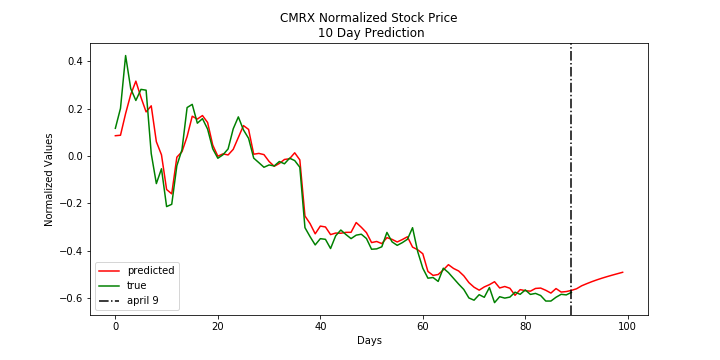 CMRX Normalized Stock Price
10 Day Prediction
Normalized Values
0.4
0.2
0.0
−0.2
−0.4
−0.6
predicted
true
april 9
0 20 40 60 80 100
Days